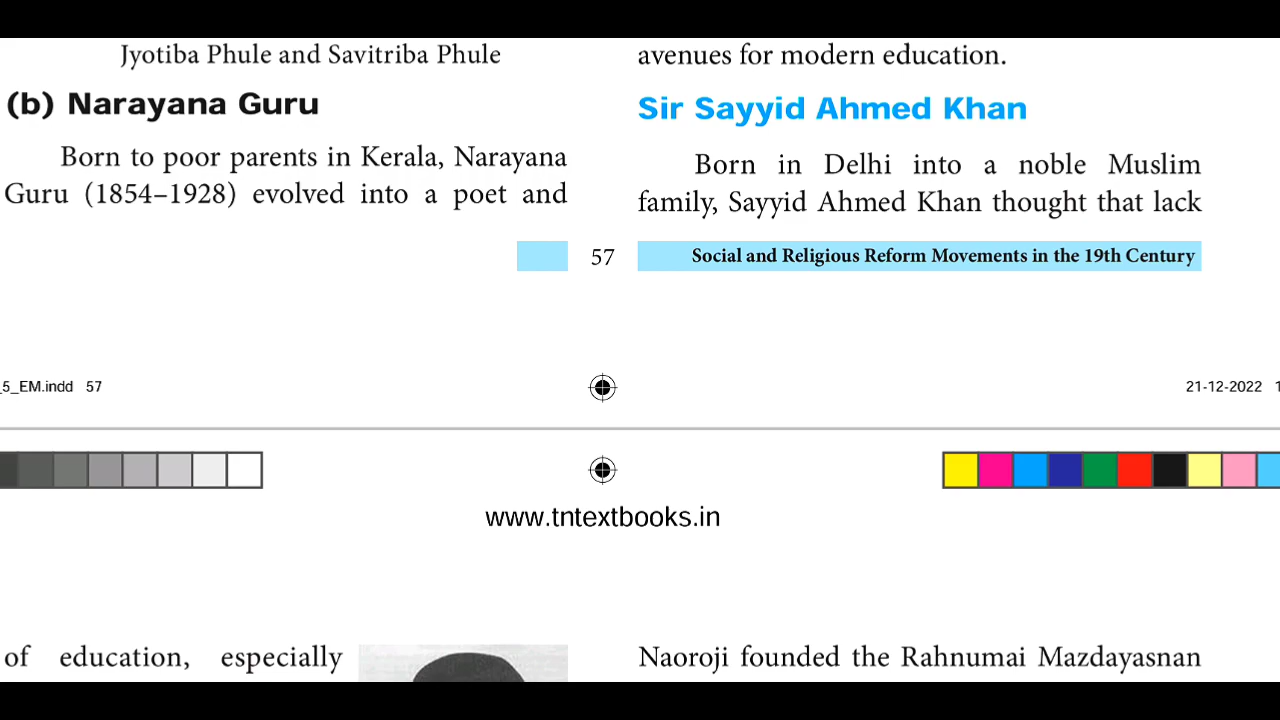 Jyotiba Phule and Savitriba Phule
(b) Narayana Guru
Born to poor parents in Kerala, Narayana
Guru (1854–1928) evolved into a poet and
avenues for modern education.
Sir Sayyid Ahmed Khan
Born in Delhi into a noble Muslim
family, Sayyid Ahmed Khan thought that lack
57
Social and Religious Reform Movements in the 19th Century
_5_EM.indd 57
21-12-2022 1
www.tntextbooks.in
of education, especially
Naoroji founded the Rahnumai Mazdayasnan